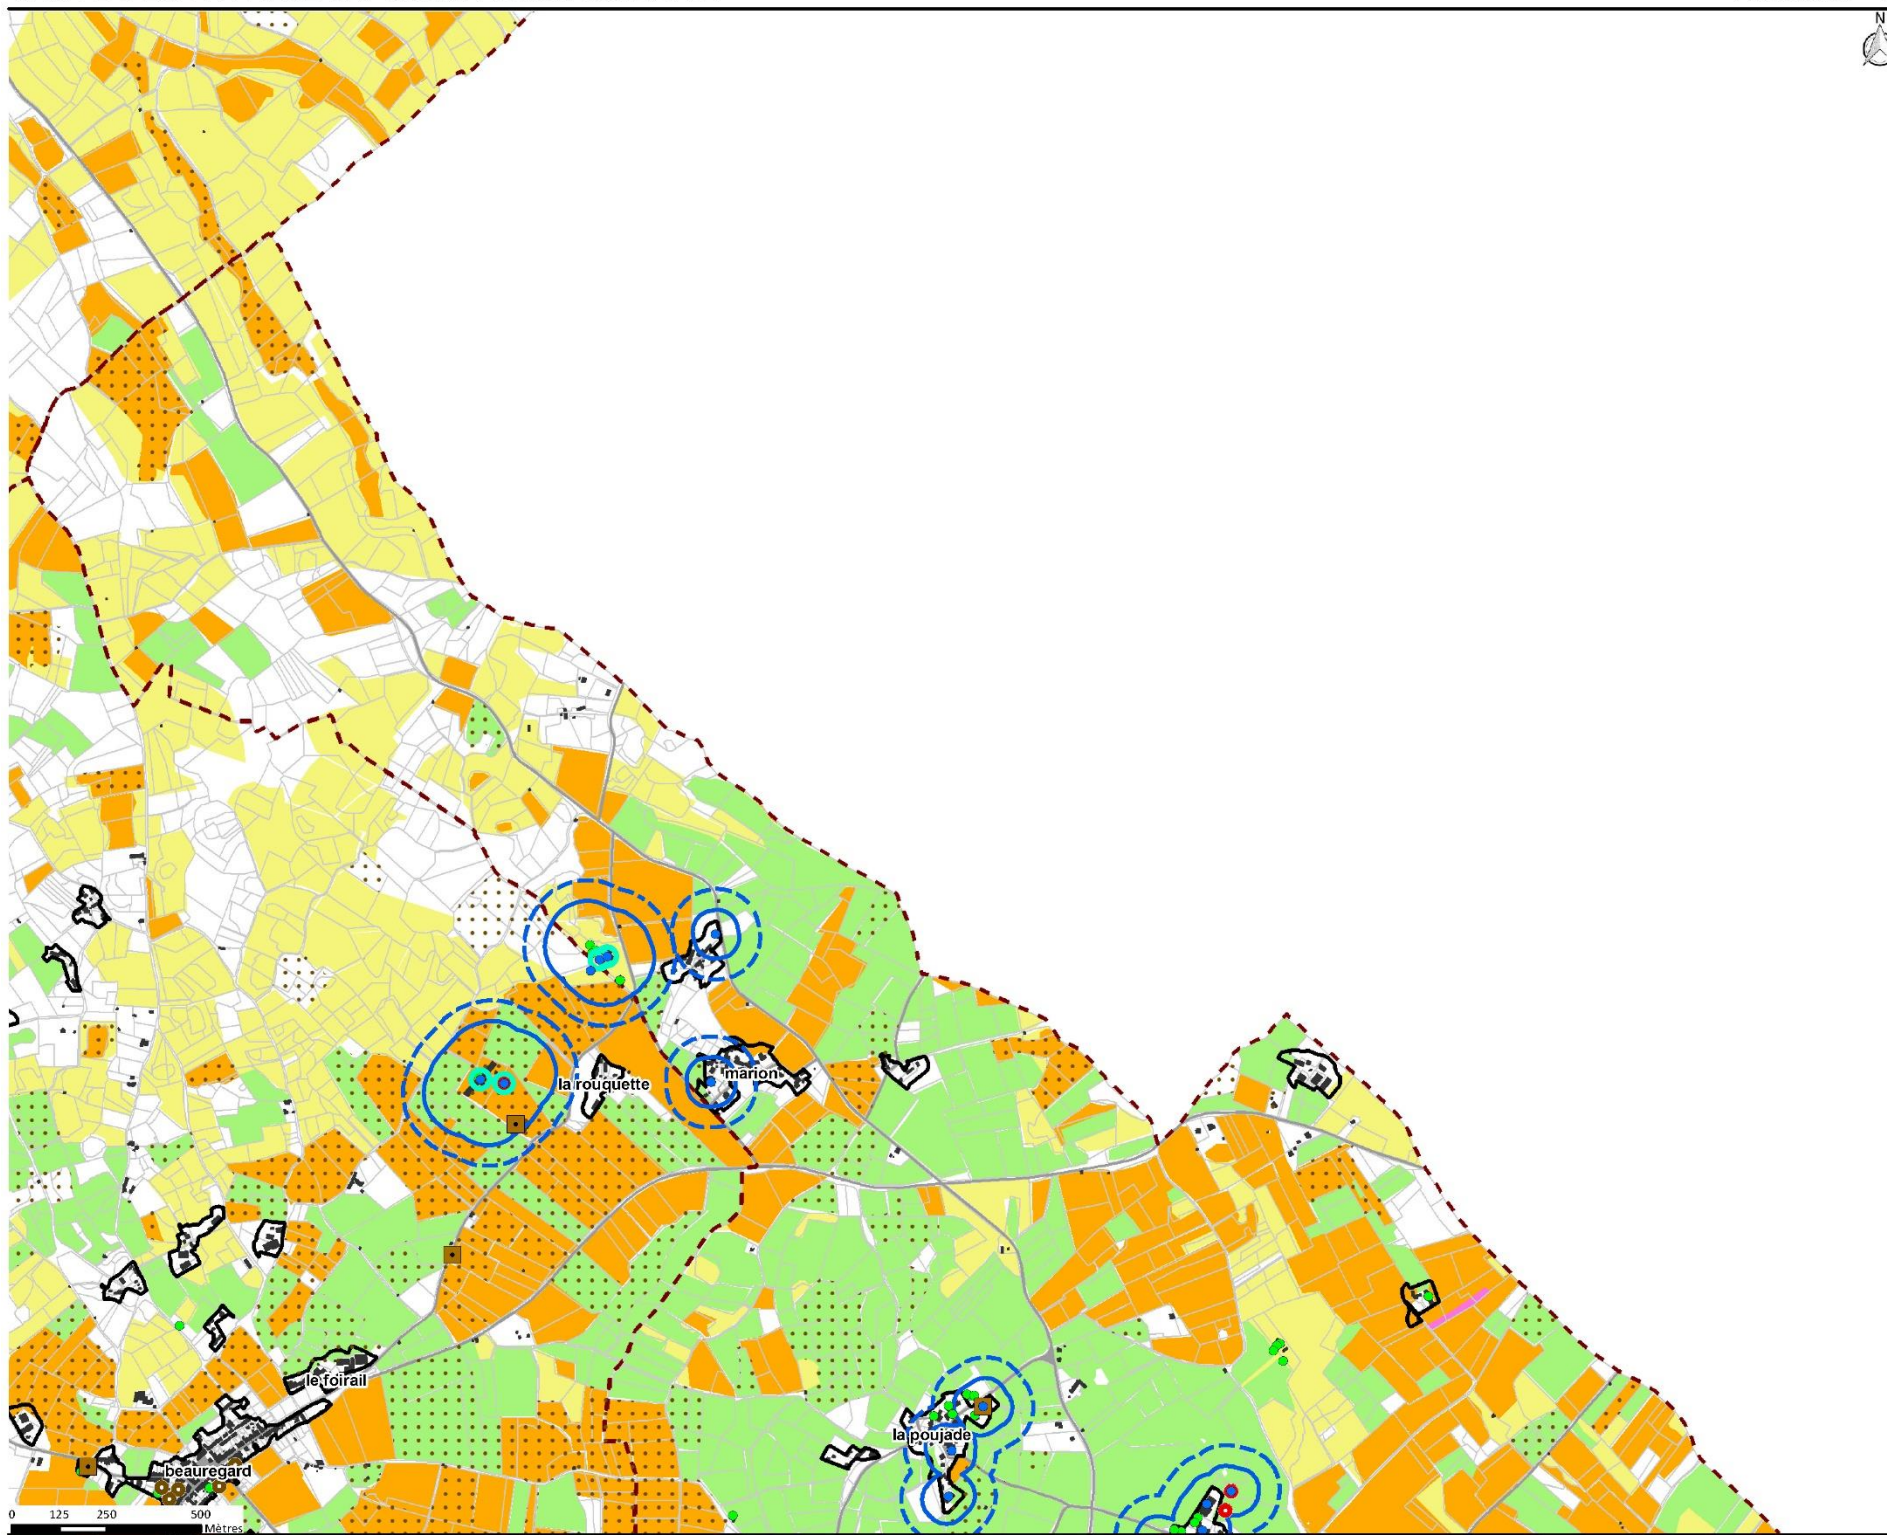 N
la rouquette
marion
le foirail
la poujade
beauregard
0 125 250 500
Mètres